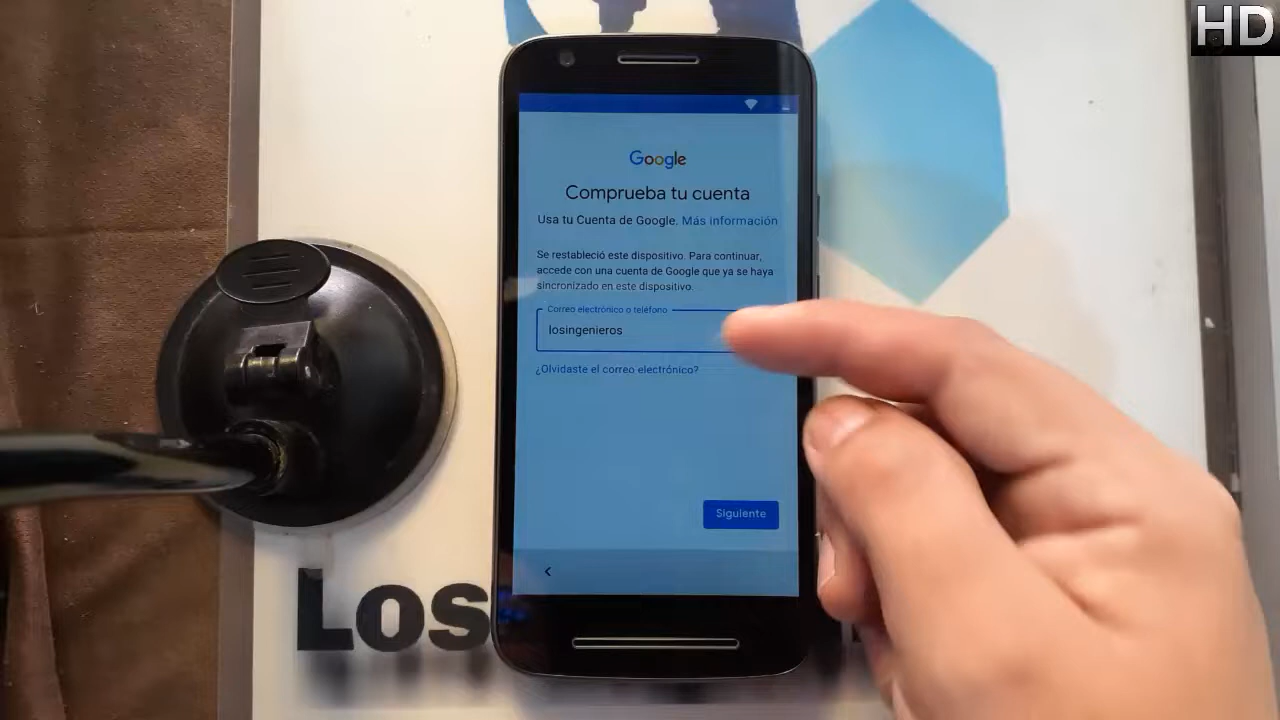 HD
Google
Comprueba tu cuenta
Usa tu Cuenta de Google. Más información
Se restableció este dispositivo. Para continuar,
accede con una cuenta de Google que ya se haya
sincronizado en este dispositivo.
Correo electrónico o teléfono
losingenieros
¿Olvidaste el correo electrónico?
Siguiente
Los